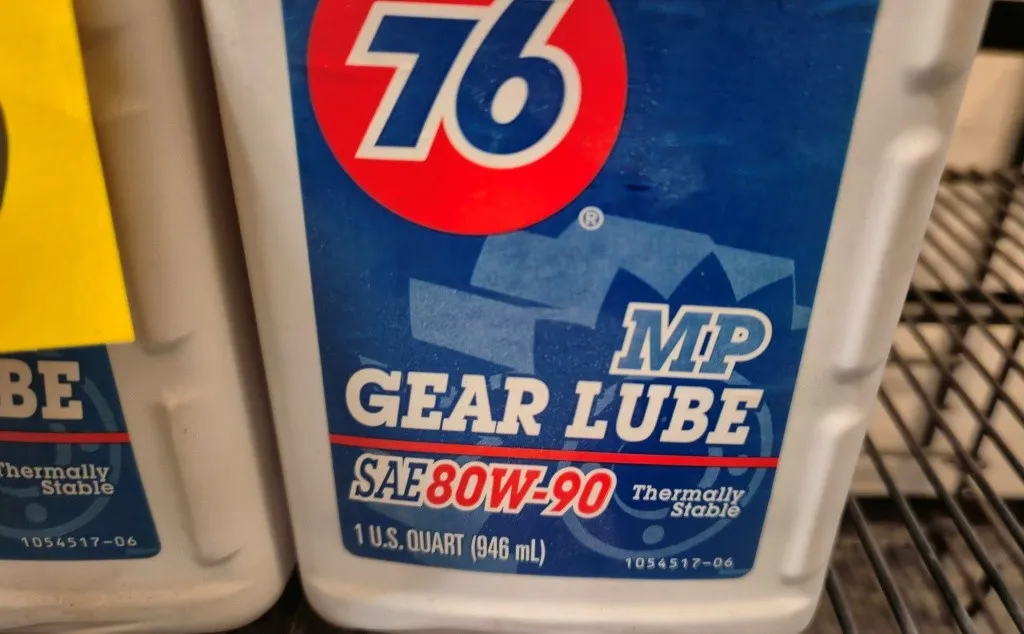 76
®
MP
GEAR LUBE
SAE 80W-90
Thermally
Stable
1 U.S. QUART (946 mL)
1054517-06
BE
Thermally
Stable
1054517-06